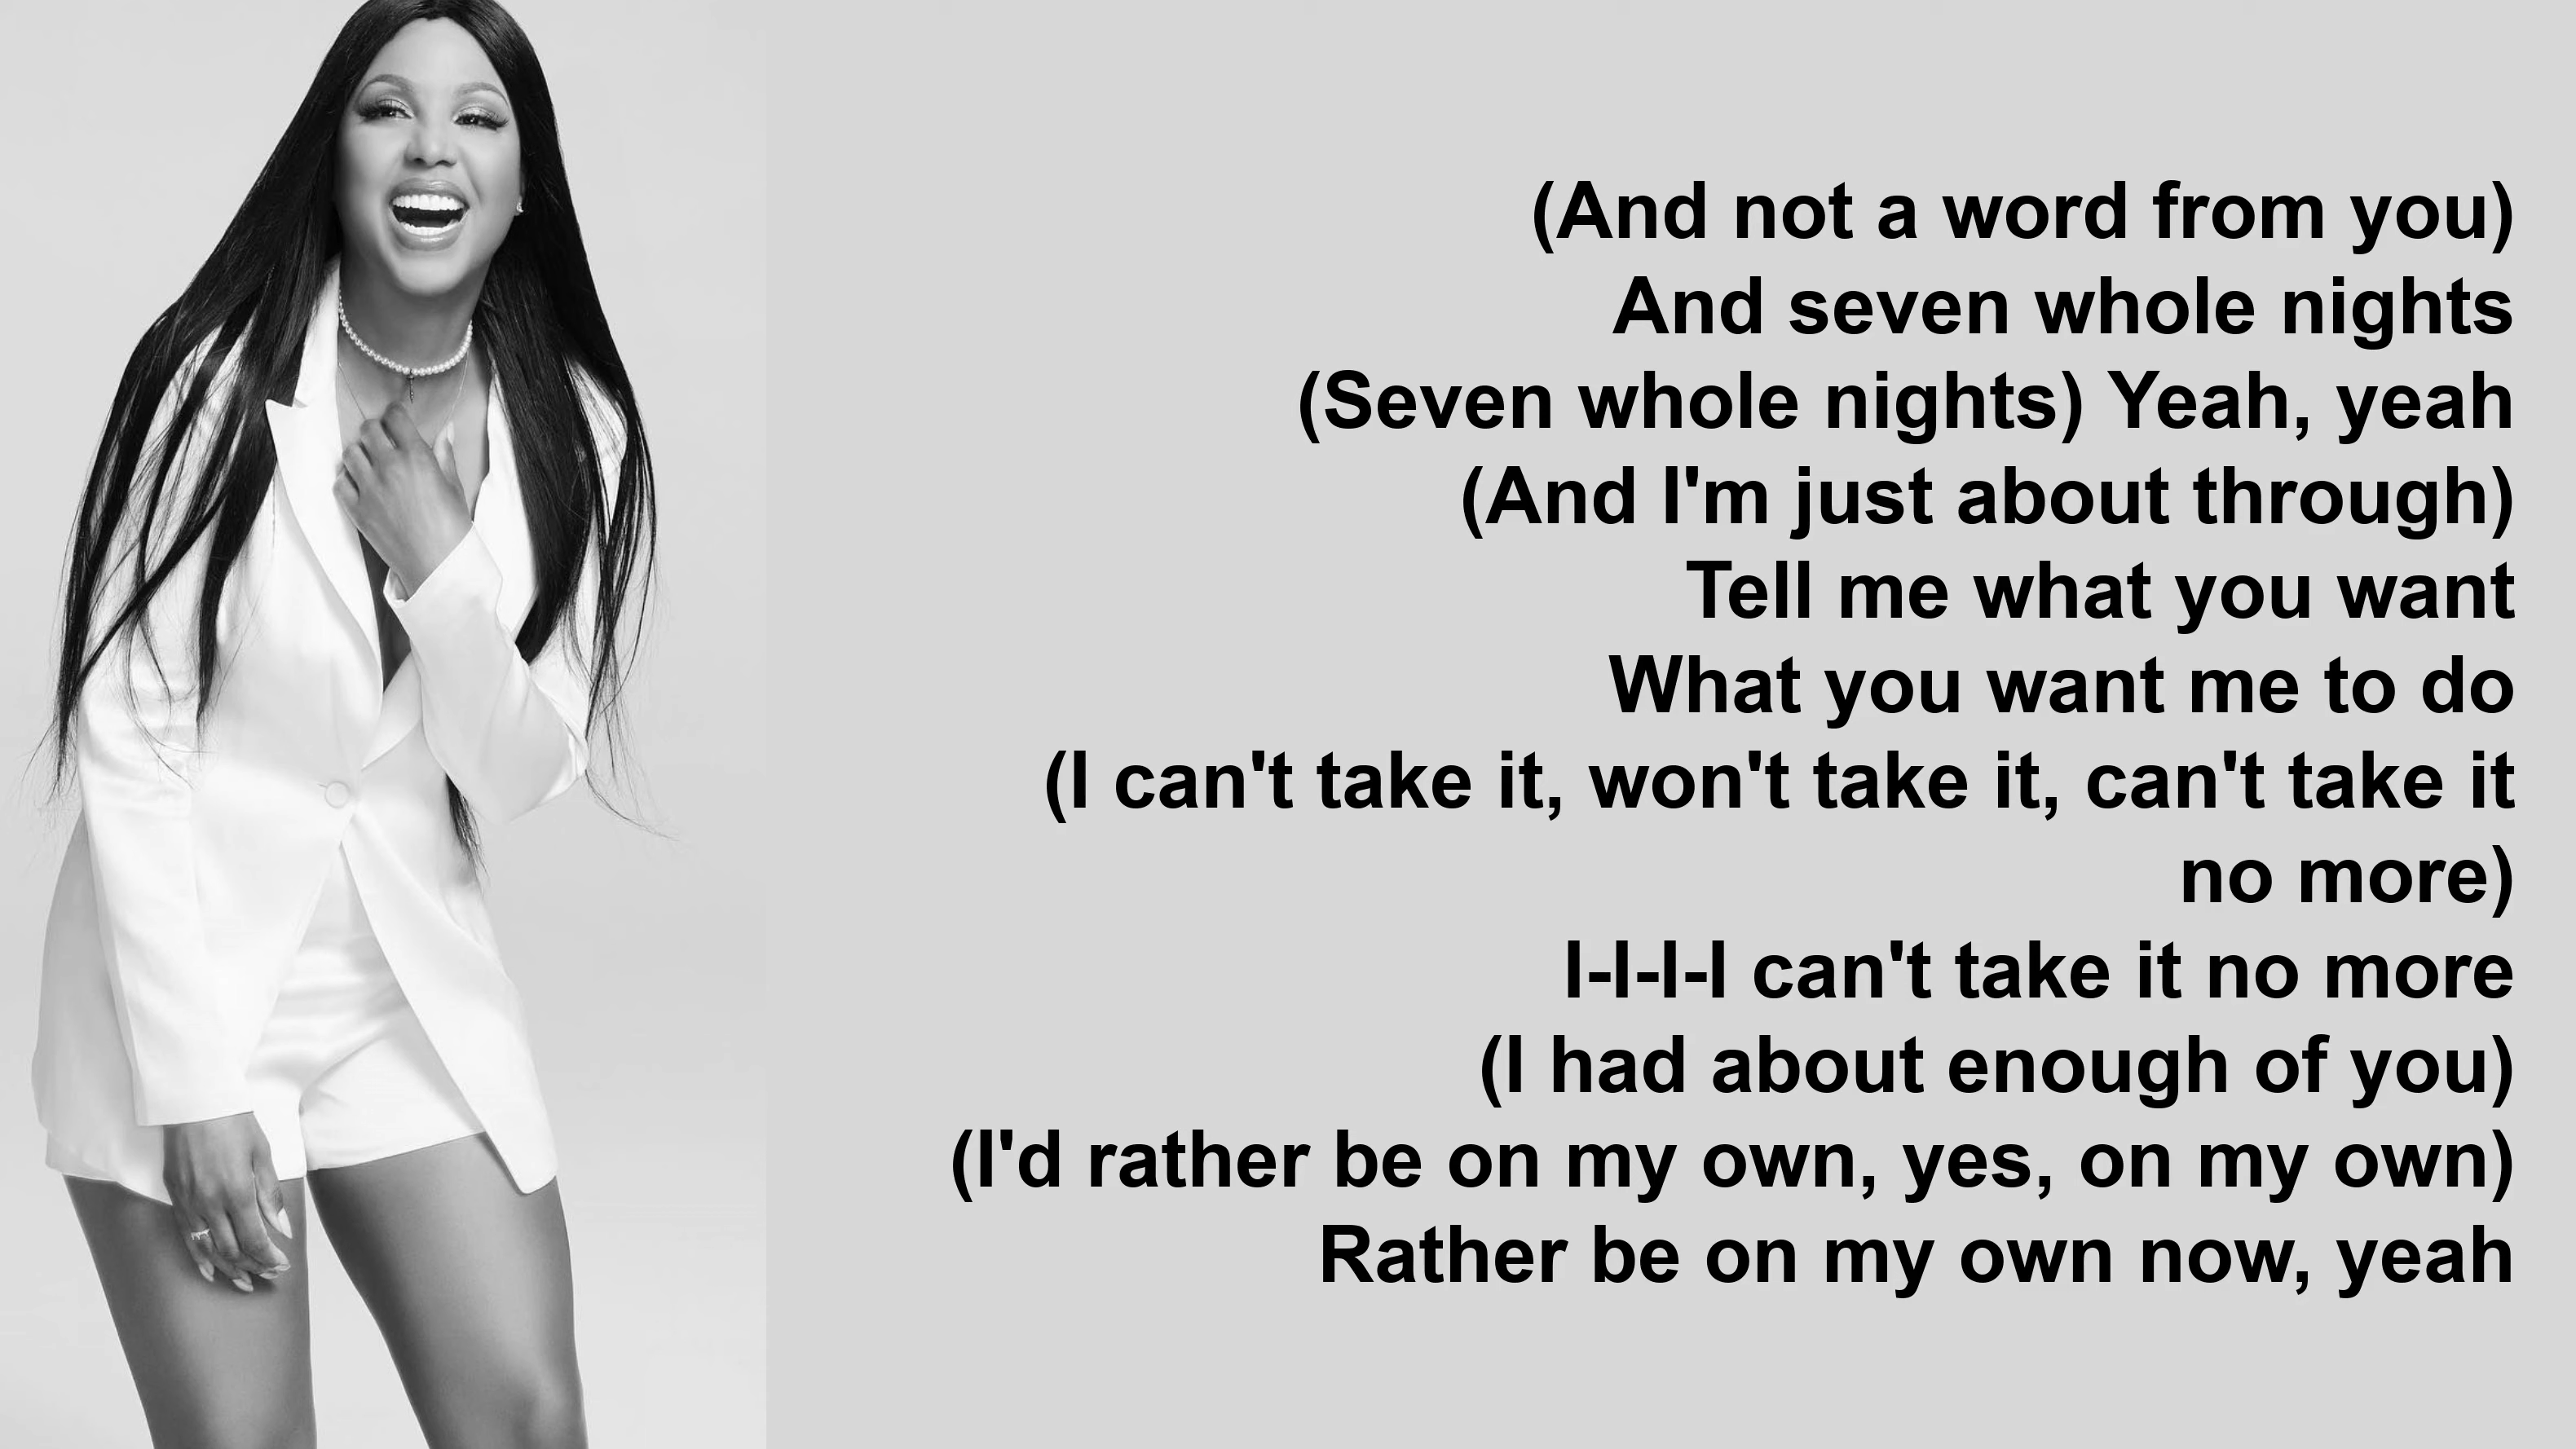 (And not a word from you)
And seven whole nights
(Seven whole nights) Yeah, yeah
(And I'm just about through)
Tell me what you want
What you want me to do
(I can't take it, won't take it, can't take it
no more)
I-I-I-I can't take it no more
(I had about enough of you)
(I'd rather be on my own, yes, on my own)
Rather be on my own now, yeah